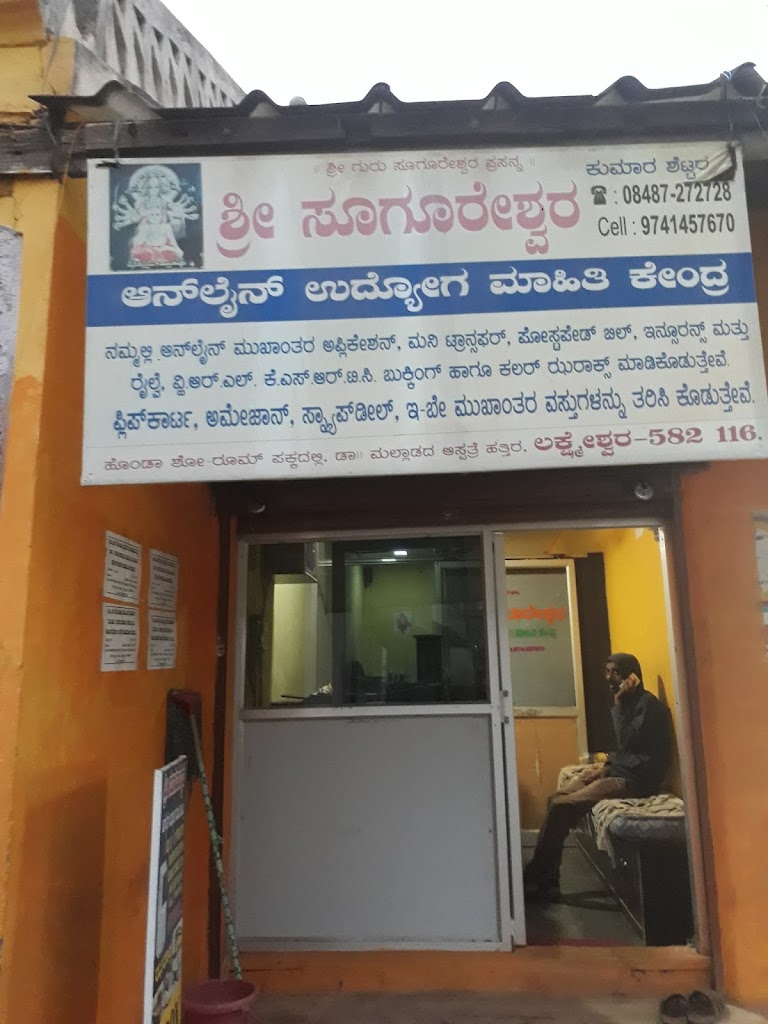 ॥ ಶ್ರೀ ಗುರು ಸೂಗೂರೇಶ್ವರ ಪ್ರಸನ್ನ ॥
ಕುಮಾರ ಶೆಟ್ಟರ
ಶ್ರೀ ಸೂಗೂರೇಶ್ವರ
☎ : 08487-272728
Cell : 9741457670
ಆನ್‌ಲೈನ್ ಉದ್ಯೋಗ ಮಾಹಿತಿ ಕೇಂದ್ರ
ನಮ್ಮಲ್ಲಿ ಆನ್‌ಲೈನ್ ಮುಖಾಂತರ ಅಪ್ಲಿಕೇಶನ್, ಮನಿ ಟ್ರಾನ್ಸಫರ್, ಪೋಸ್ಟಪೇಡ್ ಬಿಲ್, ಇನ್ಸೂರನ್ಸ್ ಮತ್ತು
ರೈಲ್ವೆ, ವ್ಹಿ.ಆರ್.ಎಲ್. ಕೆ.ಎಸ್.ಆರ್.ಟಿ.ಸಿ. ಬುಕ್ಕಿಂಗ್ ಹಾಗೂ ಕಲರ್ ಝರಾಕ್ಸ್ ಮಾಡಿಕೊಡುತ್ತೇವೆ.
ಫ್ಲಿಪ್‌ಕಾರ್ಟ, ಅಮೇಜಾನ್, ಸ್ನ್ಯಾಪ್‌ಡೀಲ್, ಇ-ಬೇ ಮುಖಾಂತರ ವಸ್ತುಗಳನ್ನು ತರಿಸಿ ಕೊಡುತ್ತೇವೆ.
ಹೊಂಡಾ ಶೋ-ರೂಮ್ ಪಕ್ಕದಲ್ಲಿ, ಡಾ॥ ಮಲ್ಲಾಡದ ಆಸ್ಪತ್ರೆ ಹತ್ತಿರ, ಲಕ್ಷ್ಮೇಶ್ವರ-582 116.